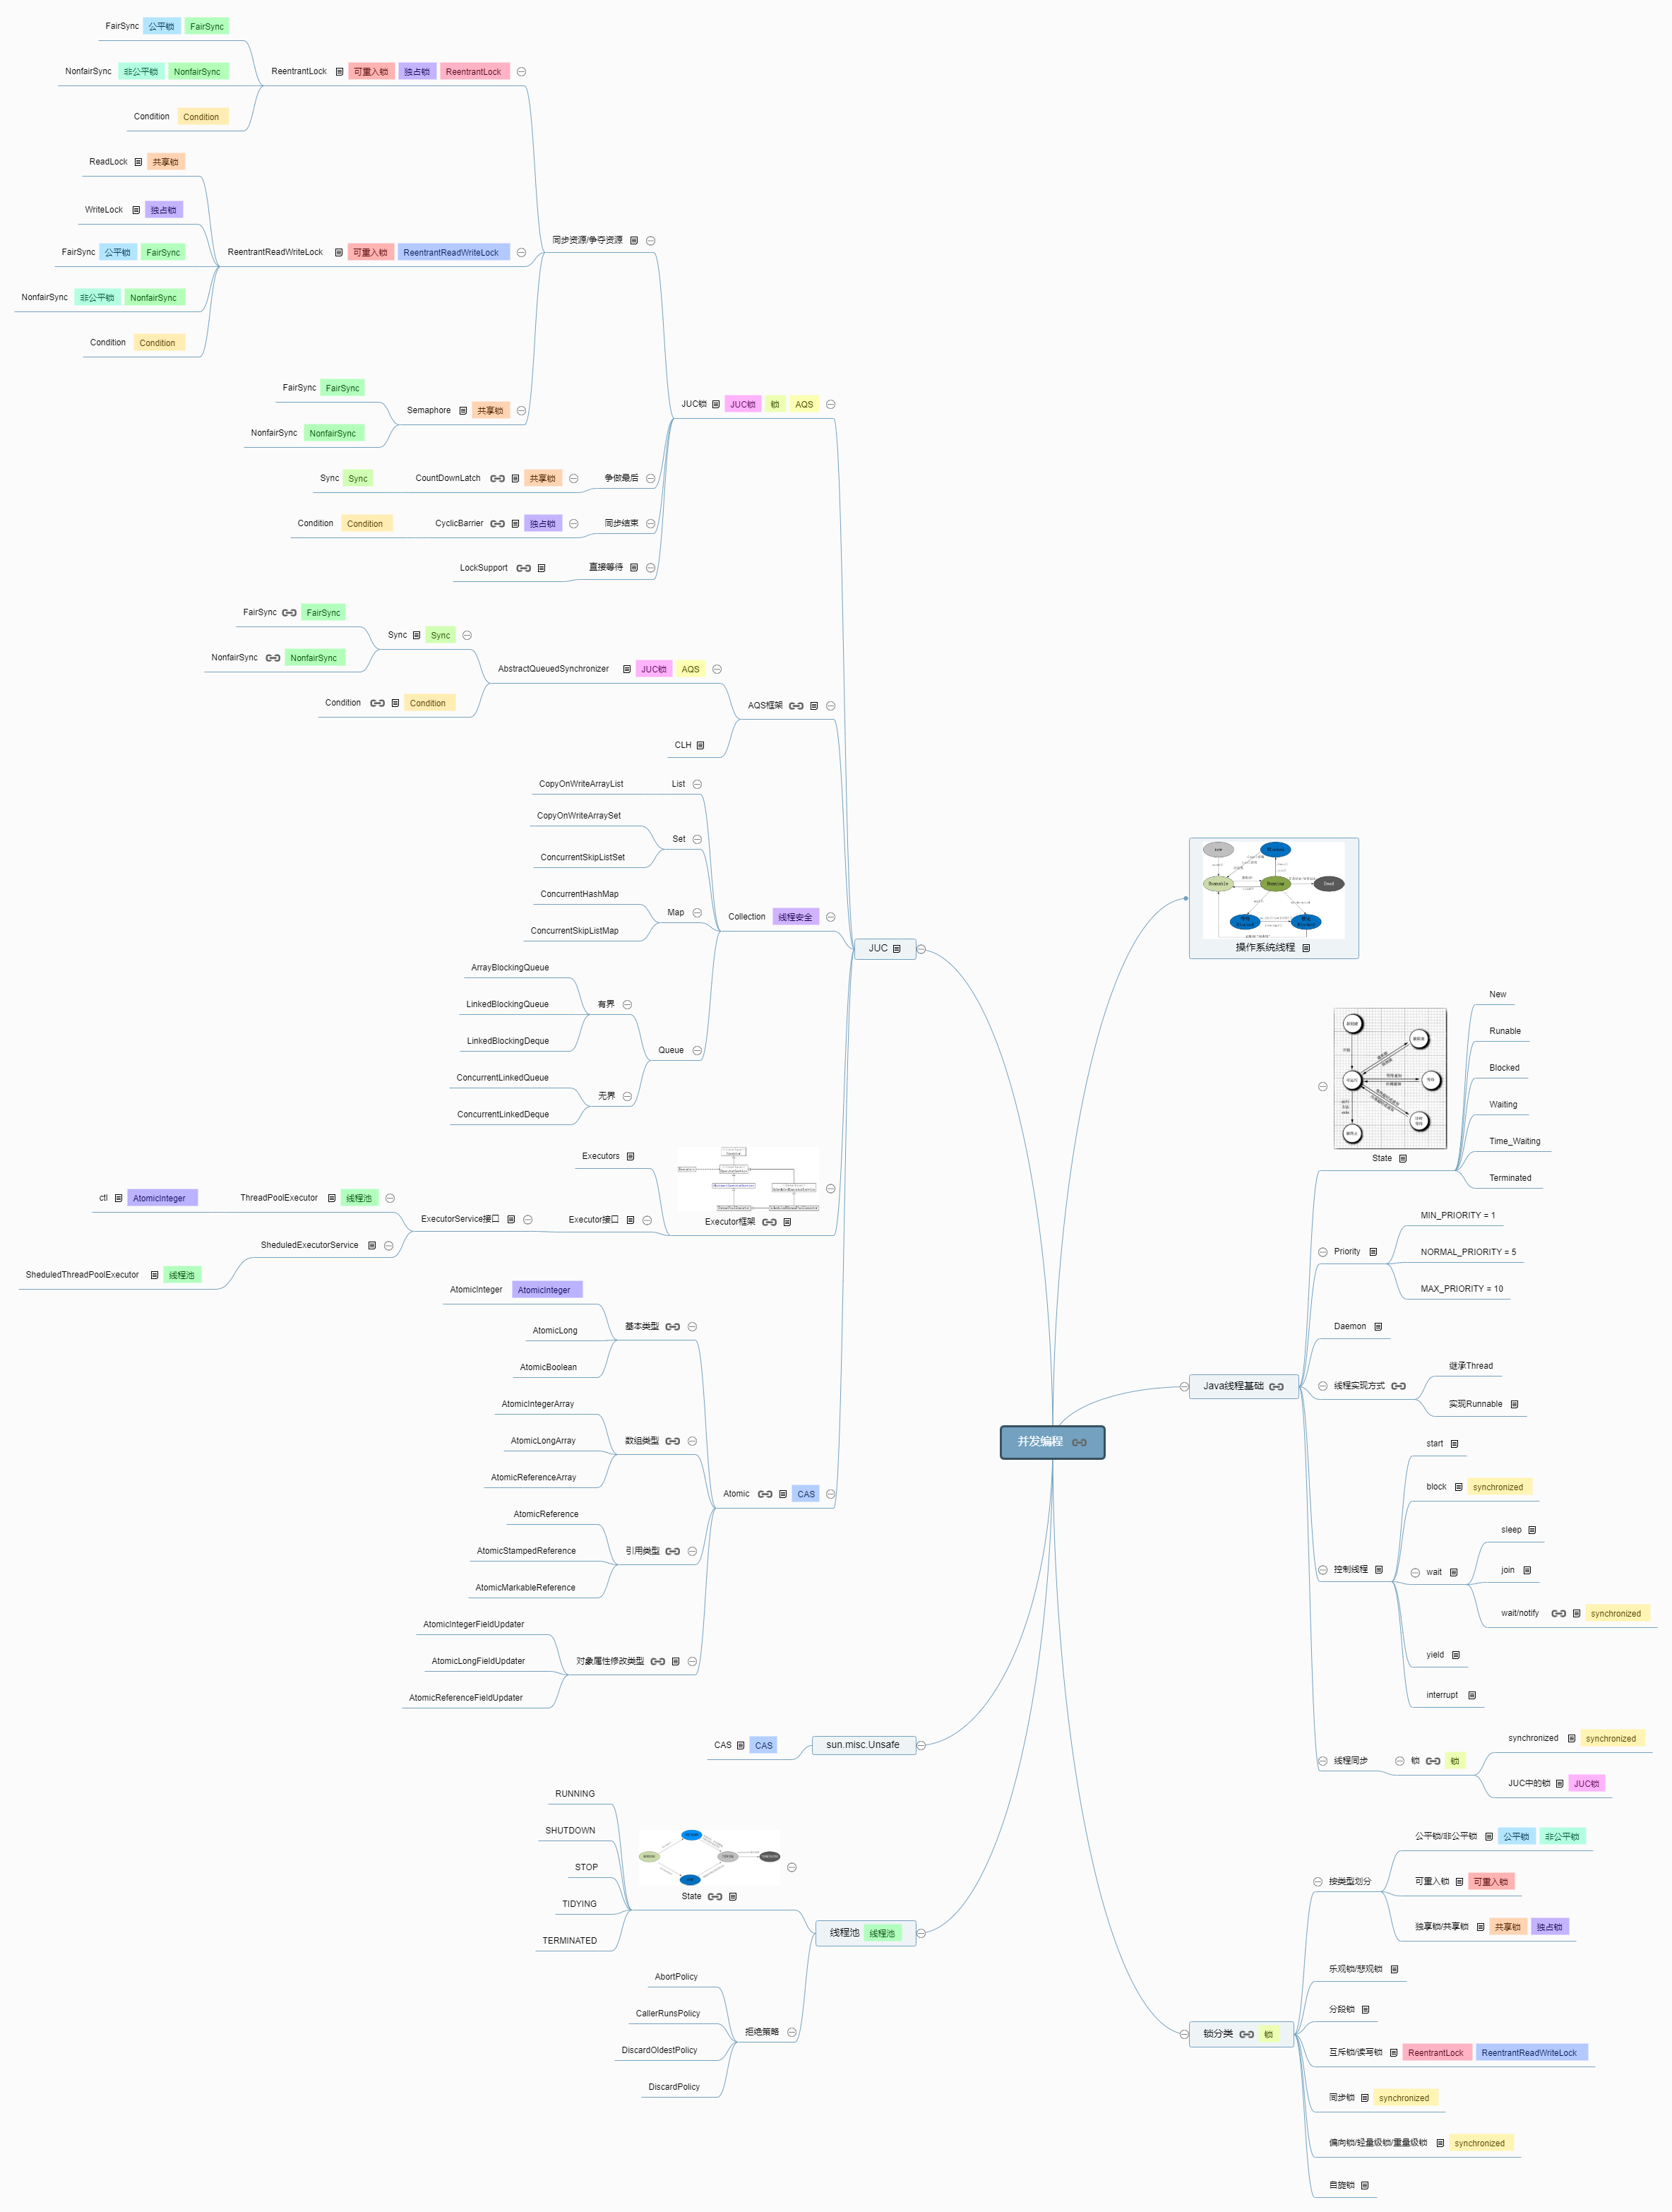 并发编程
操作系统线程
Java线程基础
State
New
Runable
Blocked
Waiting
Time_Waiting
Terminated
Priority
MIN_PRIORITY = 1
NORMAL_PRIORITY = 5
MAX_PRIORITY = 10
Daemon
线程实现方式
继承Thread
实现Runnable
控制线程
start
block synchronized
wait
sleep
join
wait/notify synchronized
yield
interrupt
线程同步
锁 锁
synchronized synchronized
JUC中的锁 JUC锁
锁分类 锁
按类型划分
公平锁/非公平锁 公平锁 非公平锁
可重入锁 可重入锁
独享锁/共享锁 共享锁 独占锁
乐观锁/悲观锁
分段锁
互斥锁/读写锁 ReentrantLock ReentrantReadWriteLock
同步锁 synchronized
偏向锁/轻量级锁/重量级锁 synchronized
自旋锁
JUC
JUC锁 JUC锁 锁 AQS
同步资源/争夺资源
ReentrantLock 可重入锁 独占锁 ReentrantLock
FairSync 公平锁 FairSync
NonfairSync 非公平锁 NonfairSync
Condition Condition
ReentrantReadWriteLock 可重入锁 ReentrantReadWriteLock
ReadLock 共享锁
WriteLock 独占锁
FairSync 公平锁 FairSync
NonfairSync 非公平锁 NonfairSync
Condition Condition
Semaphore 共享锁
FairSync FairSync
NonfairSync NonfairSync
争做最后
CountDownLatch 共享锁
Sync Sync
同步结束
CyclicBarrier 独占锁
Condition Condition
直接等待
LockSupport
AQS框架
AbstractQueuedSynchronizer JUC锁 AQS
Sync Sync
FairSync FairSync
NonfairSync NonfairSync
Condition Condition
CLH
Collection 线程安全
List
CopyOnWriteArrayList
Set
CopyOnWriteArraySet
ConcurrentSkipListSet
Map
ConcurrentHashMap
ConcurrentSkipListMap
Queue
有界
ArrayBlockingQueue
LinkedBlockingQueue
LinkedBlockingDeque
无界
ConcurrentLinkedQueue
ConcurrentLinkedDeque
Executor框架
Executors
Executor接口
ExecutorService接口
ThreadPoolExecutor 线程池
ctl AtomicInteger
SheduledExecutorService
SheduledThreadPoolExecutor 线程池
Atomic CAS
基本类型
AtomicInteger AtomicInteger
AtomicLong
AtomicBoolean
数组类型
AtomicIntegerArray
AtomicLongArray
AtomicReferenceArray
引用类型
AtomicReference
AtomicStampedReference
AtomicMarkableReference
对象属性修改类型
AtomicIntegerFieldUpdater
AtomicLongFieldUpdater
AtomicReferenceFieldUpdater
sun.misc.Unsafe
CAS CAS
线程池 线程池
State
RUNNING
SHUTDOWN
STOP
TIDYING
TERMINATED
拒绝策略
AbortPolicy
CallerRunsPolicy
DiscardOldestPolicy
DiscardPolicy